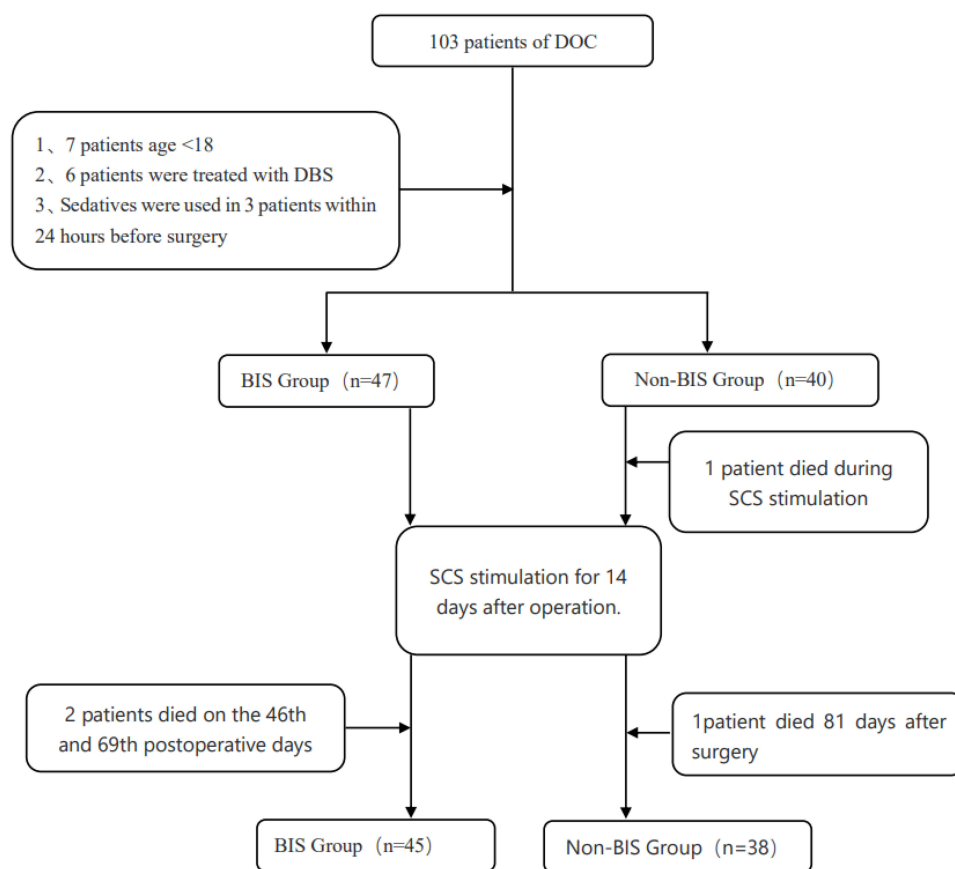 103 patients of DOC
1、7 patients age <18
2、6 patients were treated with DBS
3、Sedatives were used in 3 patients within
24 hours before surgery
BIS Group（n=47）
Non-BIS Group（n=40）
1 patient died during
SCS stimulation
SCS stimulation for 14
days after operation.
2 patients died on the 46th
and 69th postoperative days
1patient died 81 days after
surgery
BIS Group（n=45）
Non-BIS Group（n=38）